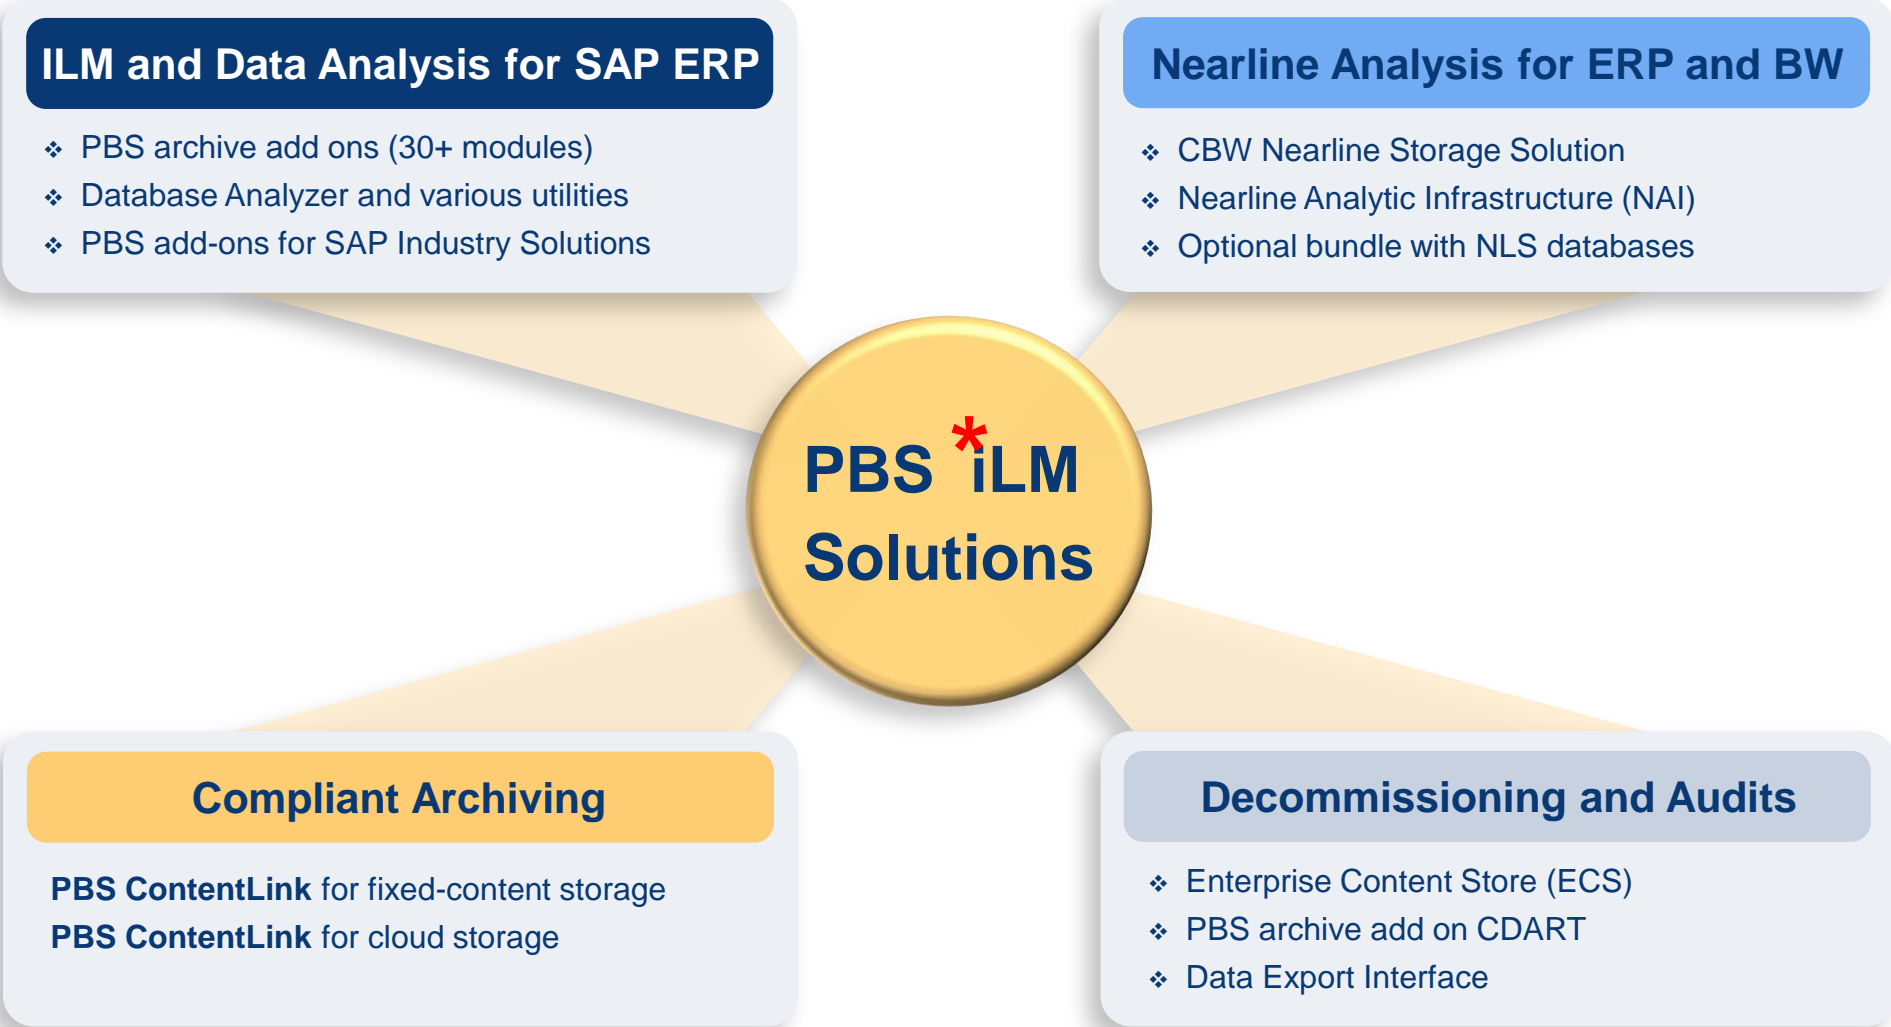 ILM and Data Analysis for SAP ERP
❖ PBS archive add ons (30+ modules)
❖ Database Analyzer and various utilities
❖ PBS add-ons for SAP Industry Solutions
Nearline Analysis for ERP and BW
❖ CBW Nearline Storage Solution
❖ Nearline Analytic Infrastructure (NAI)
❖ Optional bundle with NLS databases
PBS *iLM
Solutions
Compliant Archiving
PBS ContentLink for fixed-content storage
PBS ContentLink for cloud storage
Decommissioning and Audits
❖ Enterprise Content Store (ECS)
❖ PBS archive add on CDART
❖ Data Export Interface